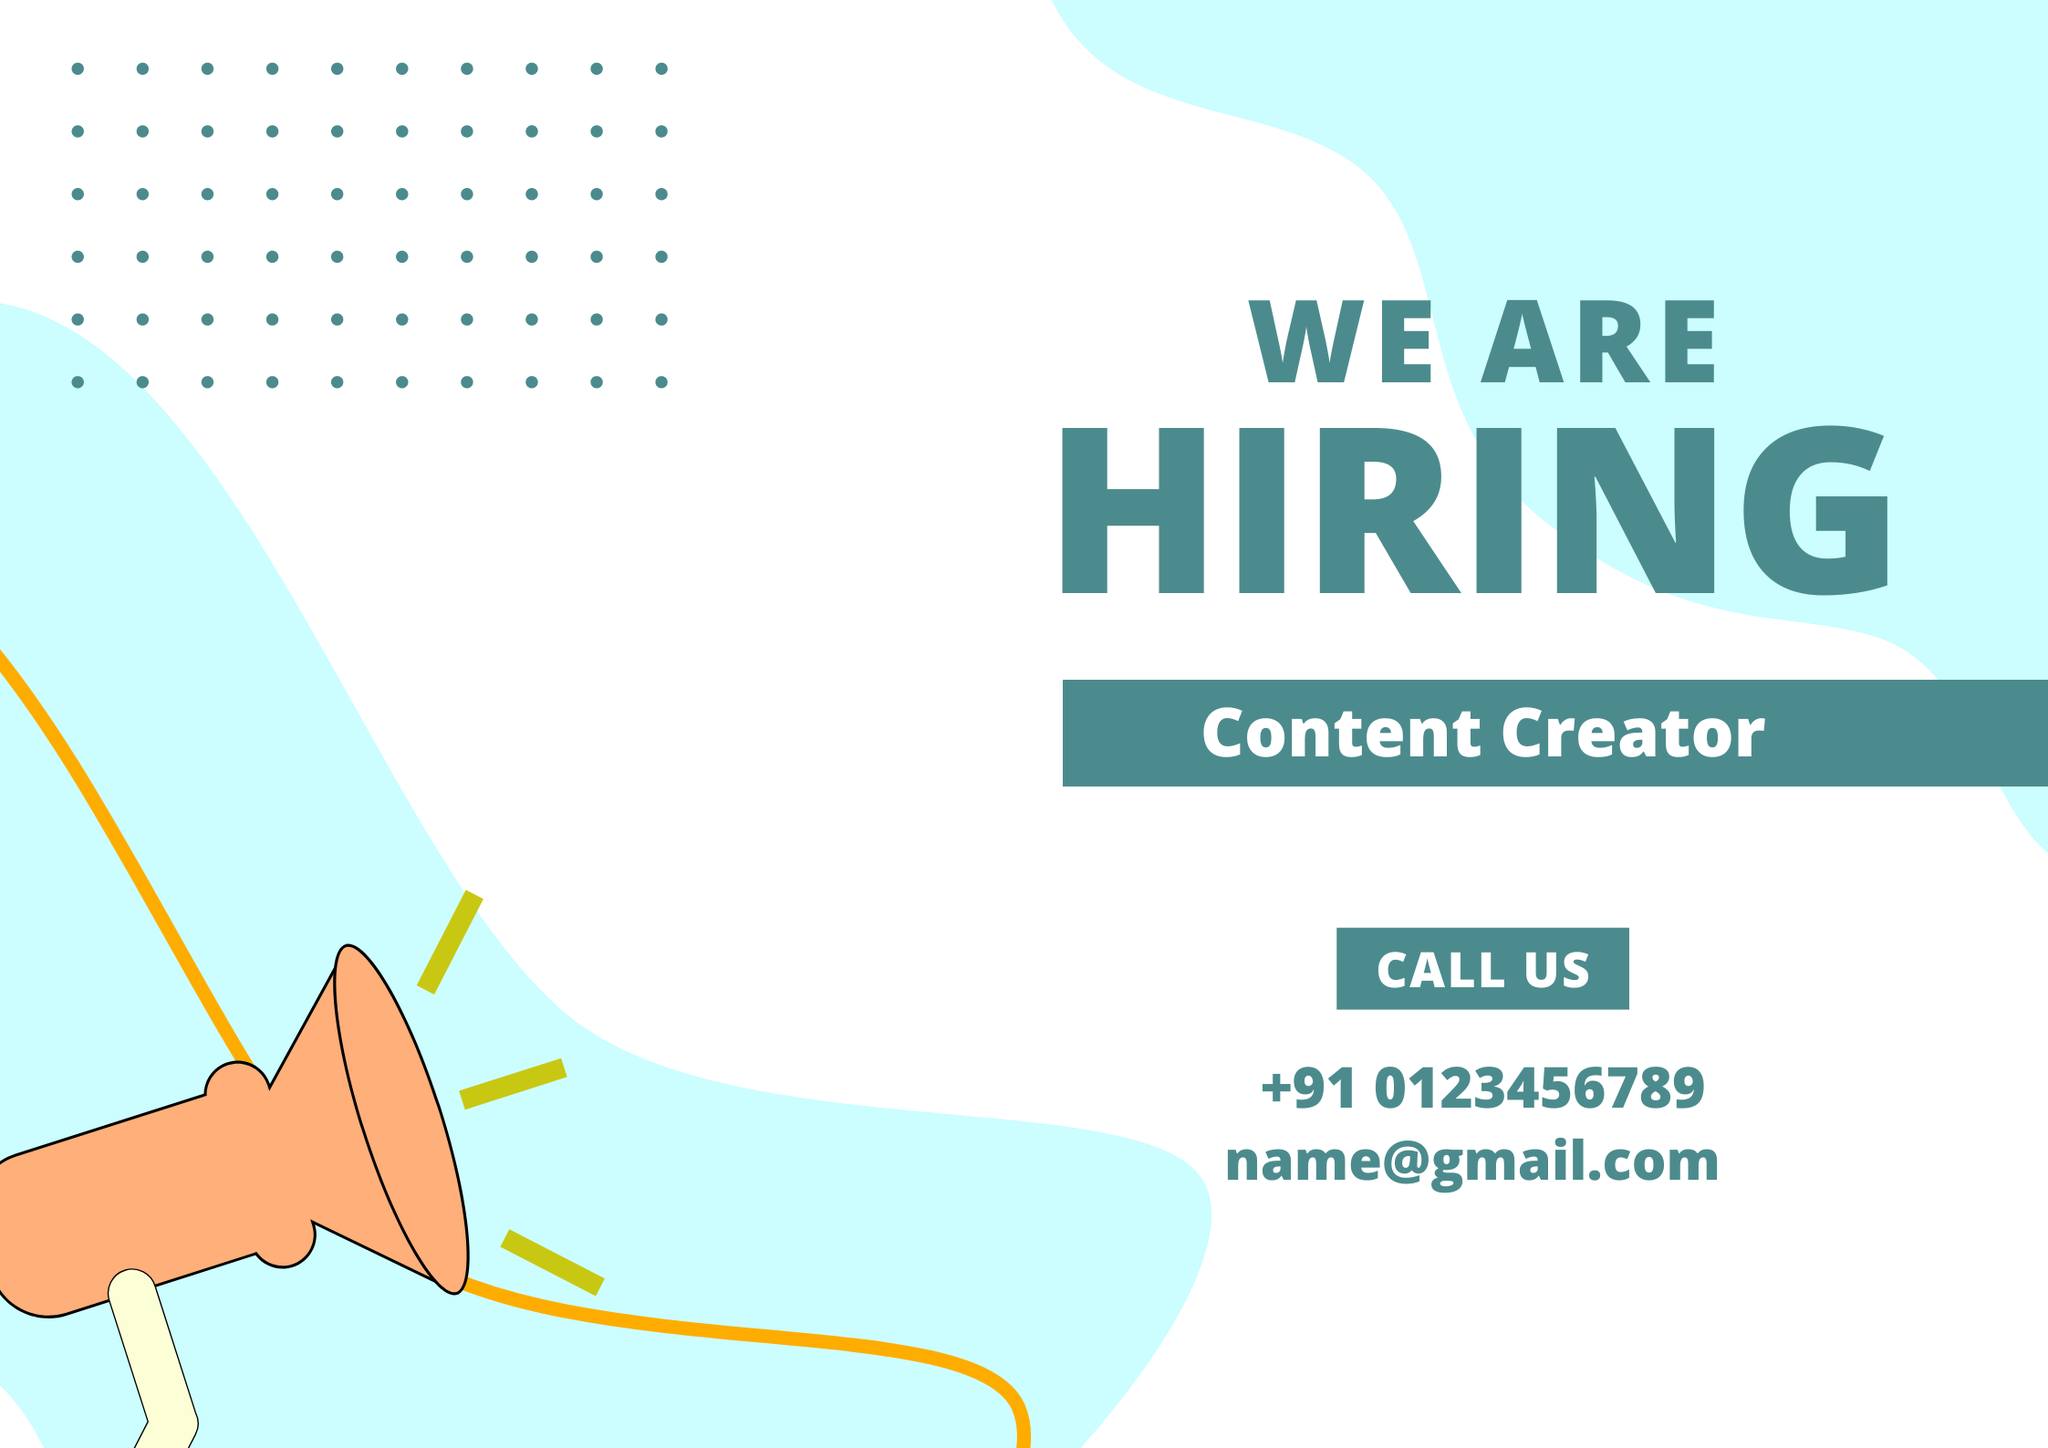 WE ARE
HIRING
Content Creator
CALL US
+91 0123456789
name@gmail.com